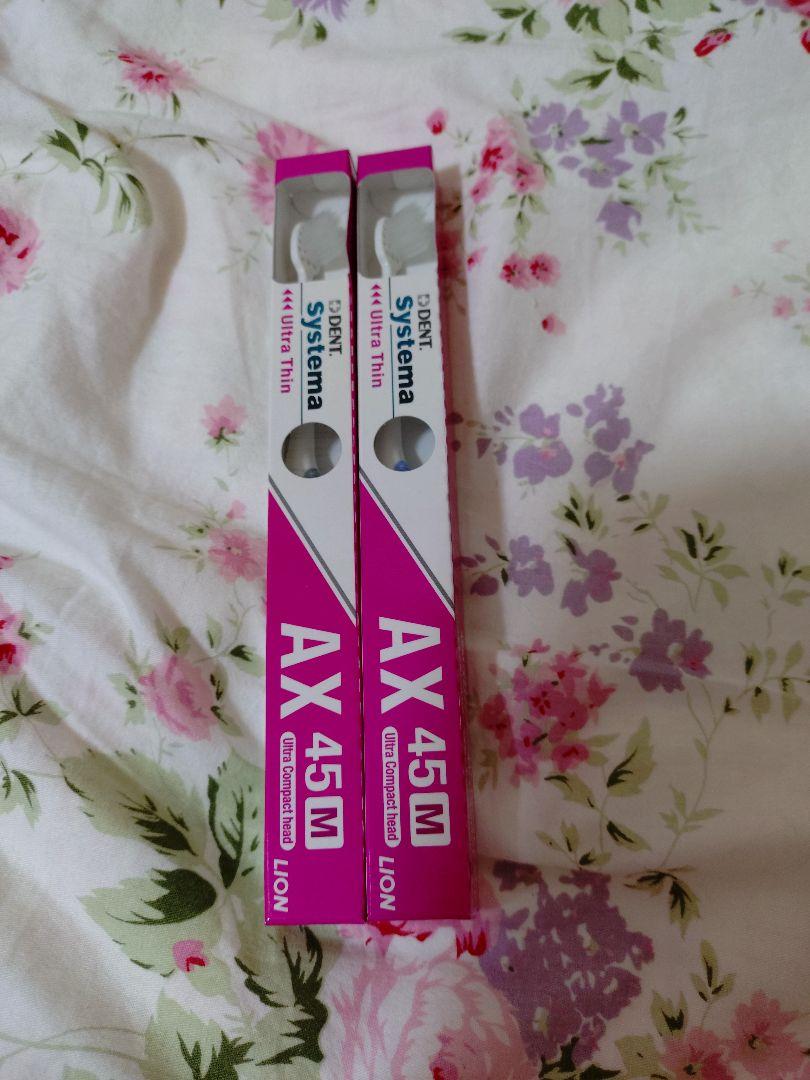 DENT.
Systema
Ultra Thin
AX 45 M
Ultra Compact head
LION
DENT.
Systema
Ultra Thin
AX 45 M
Ultra Compact head
LION